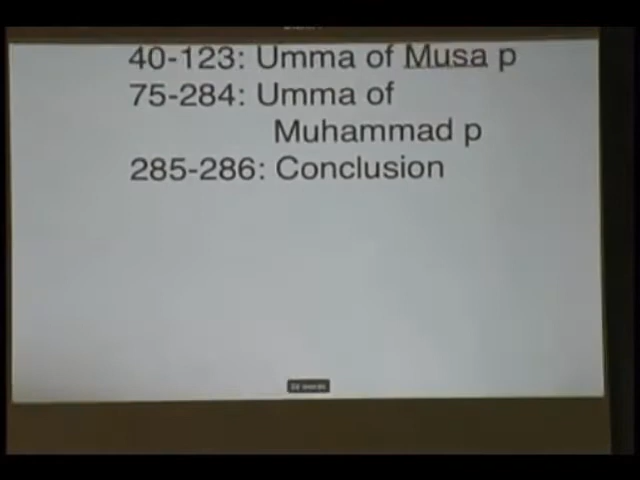 40-123: Umma of Musa p
75-284: Umma of
Muhammad p
285-286: Conclusion